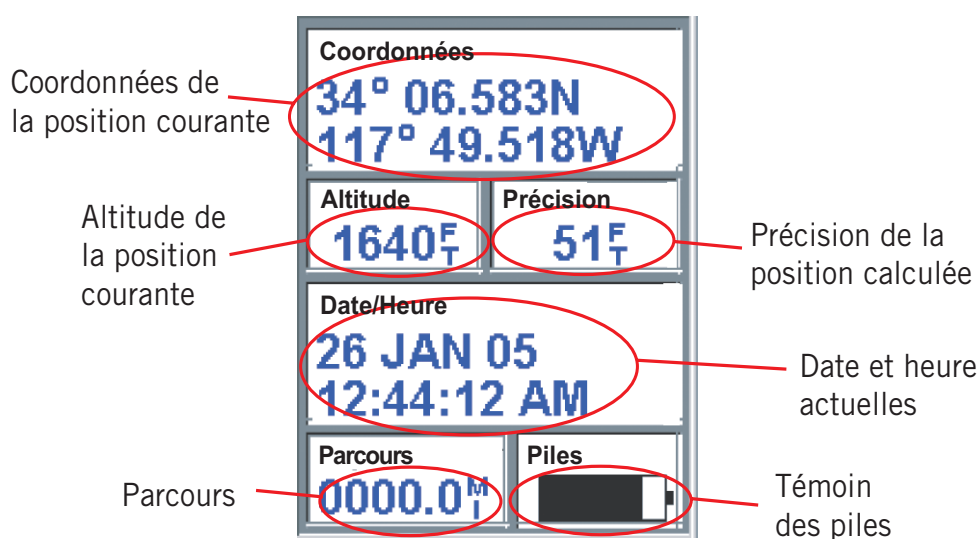 Coordonnées
34° 06.583N
117° 49.518W
Coordonnées de
la position courante
Altitude
1640FT
Précision
51FT
Altitude de
la position
courante
Précision de la
position calculée
Date/Heure
26 JAN 05
12:44:12 AM
Date et heure
actuelles
Parcours
0000.0MI
Piles
Parcours
Témoin
des piles